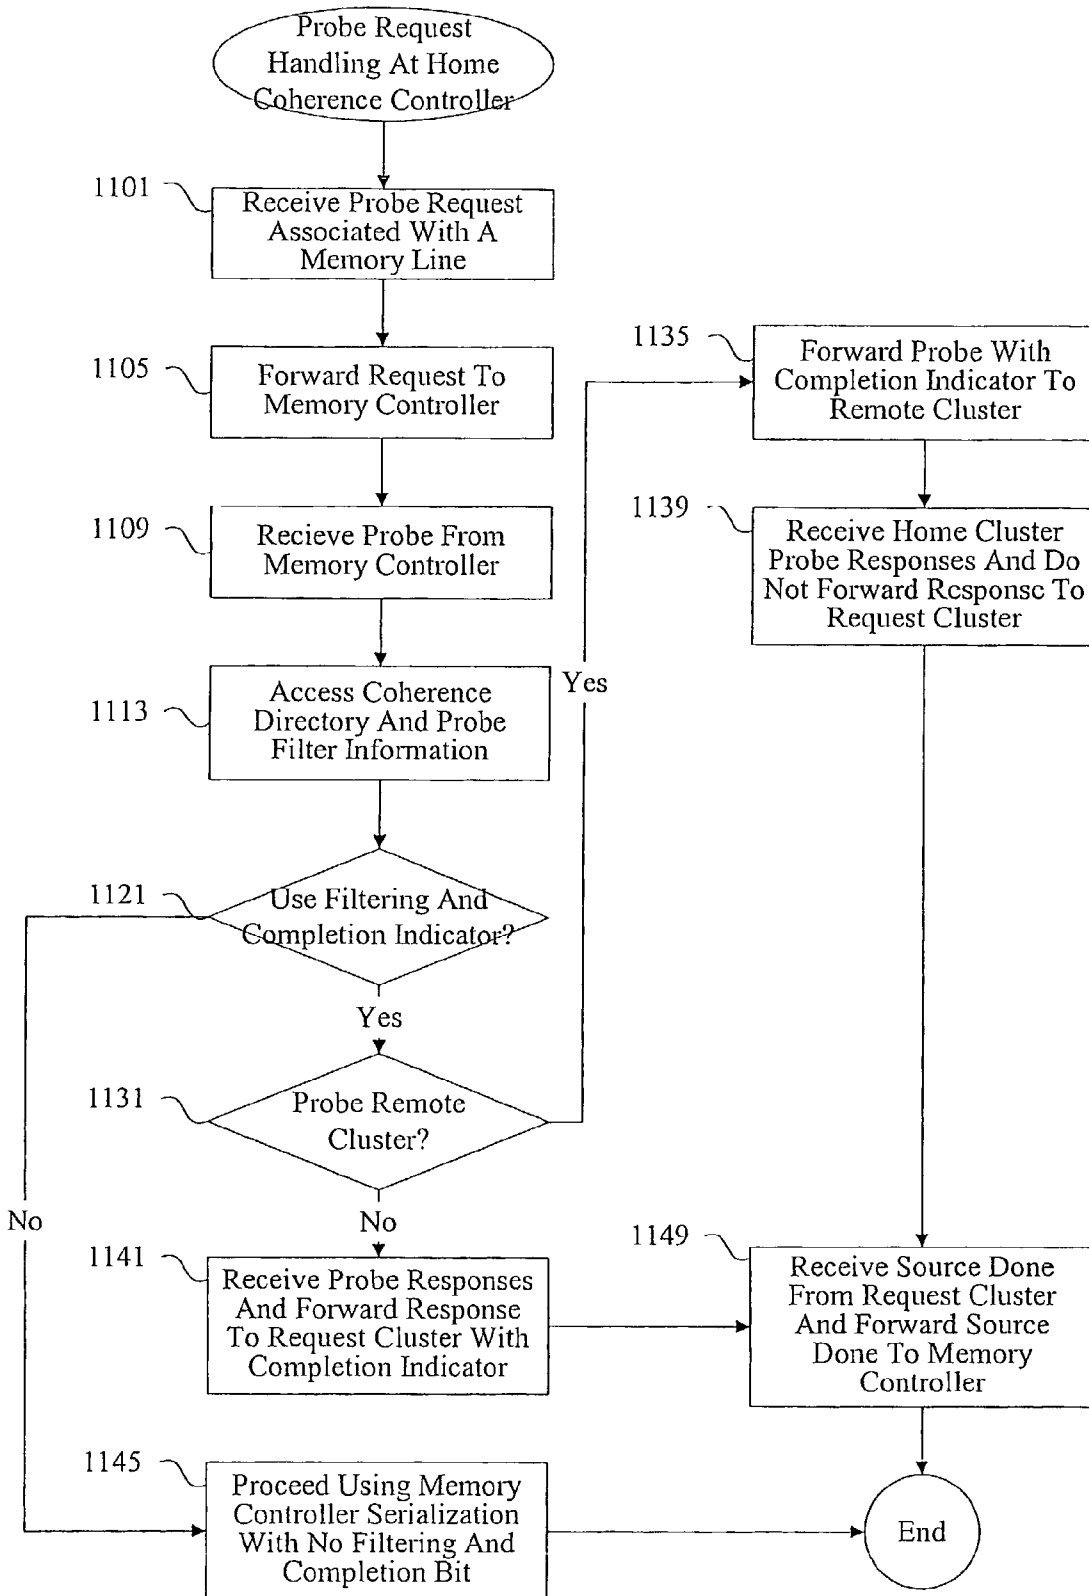 Probe Request
Handling At Home
Coherence Controller
1101
Receive Probe Request
Associated With A
Memory Line
1105
Forward Request To
Memory Controller
1109
Recieve Probe From
Memory Controller
1113
Access Coherence
Directory And Probe
Filter Information
1121
Use Filtering And
Completion Indicator?
Yes
1131
Probe Remote
Cluster?
Yes
No
No
1135
Forward Probe With
Completion Indicator To
Remote Cluster
1139
Receive Home Cluster
Probe Responses And Do
Not Forward Response To
Request Cluster
1141
Receive Probe Responses
And Forward Response
To Request Cluster With
Completion Indicator
1149
Receive Source Done
From Request Cluster
And Forward Source
Done To Memory
Controller
1145
Proceed Using Memory
Controller Serialization
With No Filtering And
Completion Bit
End